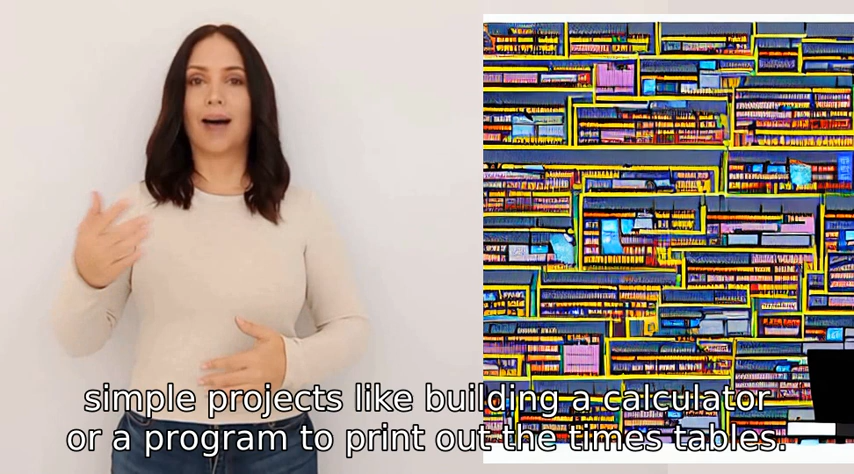 simple projects like building a calculator
or a program to print out the times tables.